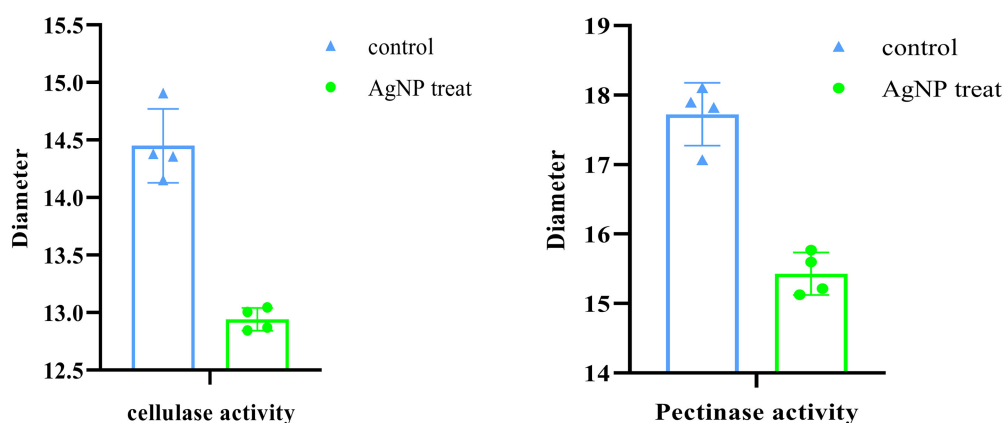 15.5
15.0
14.5
14.0
13.5
13.0
12.5
Diameter
control
AgNP treat
cellulase activity
19
18
17
16
15
14
Diameter
control
AgNP treat
Pectinase activity